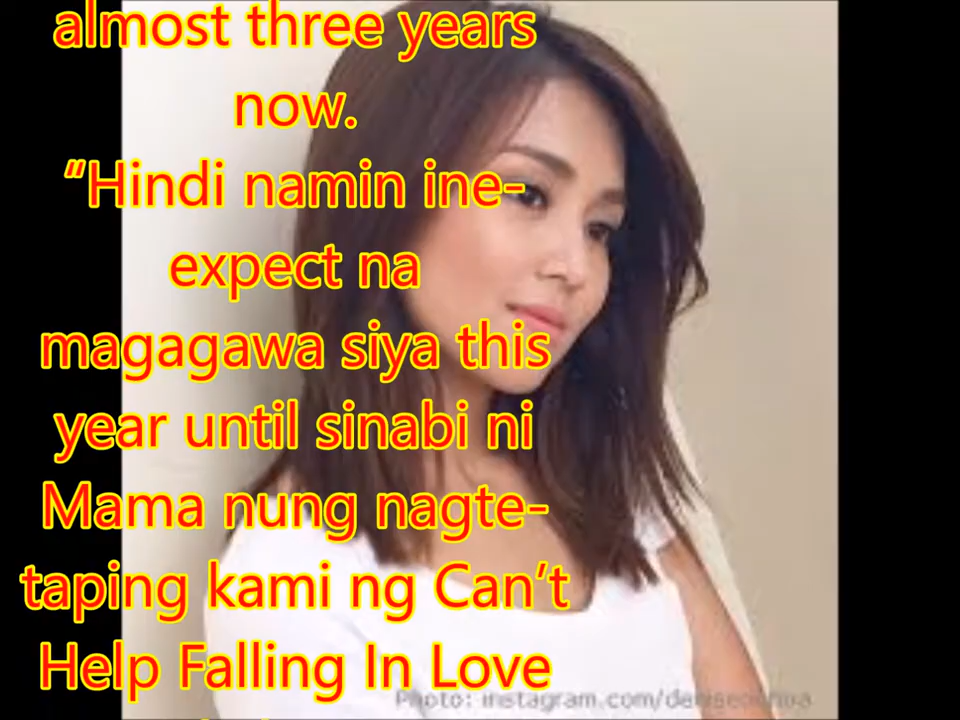 almost three years
now.
“Hindi namin ine-
expect na
magagawa siya this
year until sinabi ni
Mama nung nagte-
taping kami ng Can’t
Help Falling In Love
Photo: instagram.com/